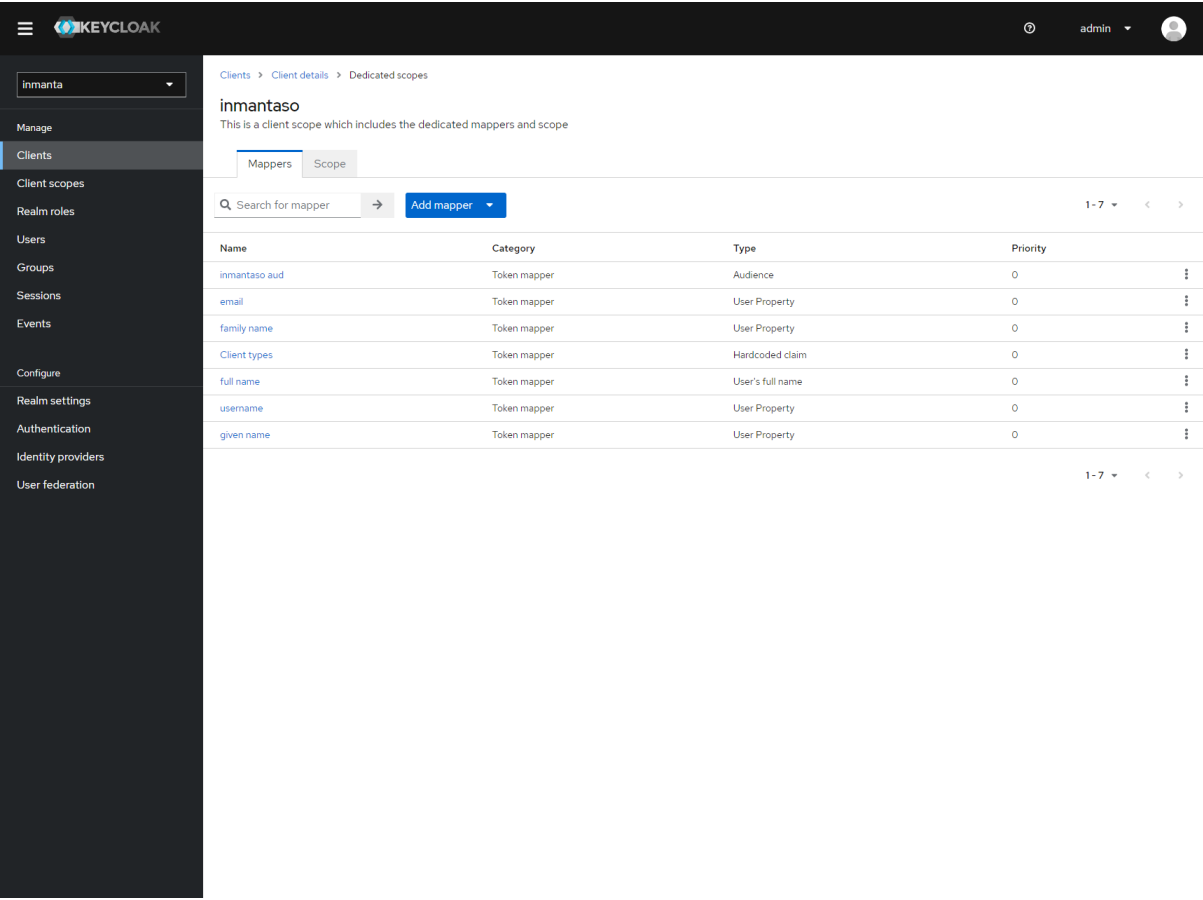 KEYCLOAK
admin
inmanta
Manage
Clients
Client scopes
Realm roles
Users
Groups
Sessions
Events
Configure
Realm settings
Authentication
Identity providers
User federation
Clients > Client details > Dedicated scopes
inmantaso
This is a client scope which includes the dedicated mappers and scope
Mappers Scope
Search for mapper Add mapper 1 - 7
Name Category Type Priority
inmantaso aud Token mapper Audience 0
email Token mapper User Property 0
family name Token mapper User Property 0
Client types Token mapper Hardcoded claim 0
full name Token mapper User's full name 0
username Token mapper User Property 0
given name Token mapper User Property 0
1 - 7